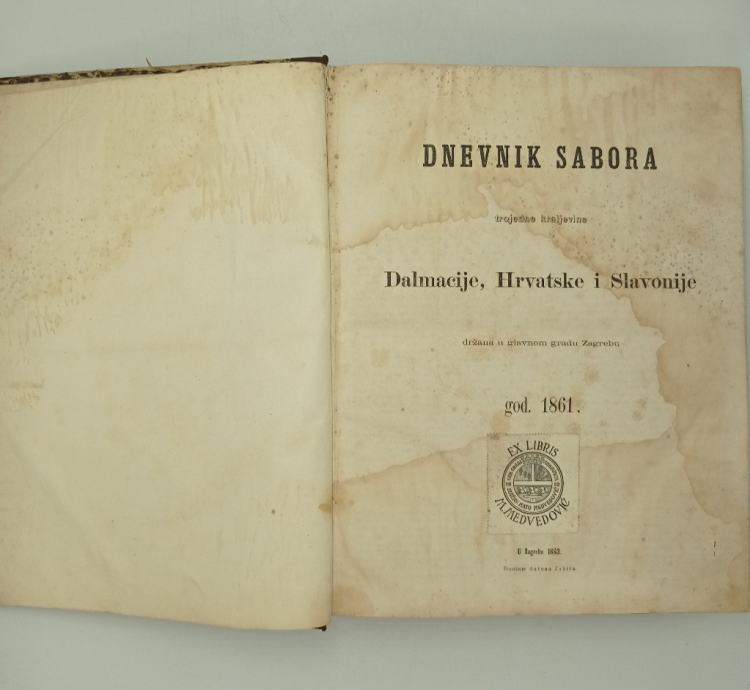 DNEVNIK SABORA
trojedne kraljevine
Dalmacije, Hrvatske i Slavonije
držana u glavnom gradu Zagrebu
god. 1861.
EX LIBRIS
M. MEDVEDOVIĆ
U Zagrebu 1862.